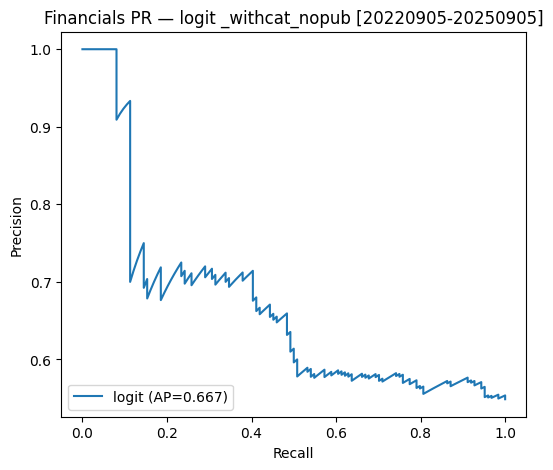 Financials PR — logit _withcat_nopub [20220905-20250905]
1.0
0.9
0.8
0.7
0.6
Precision
logit (AP=0.667)
0.0 0.2 0.4 0.6 0.8 1.0
Recall